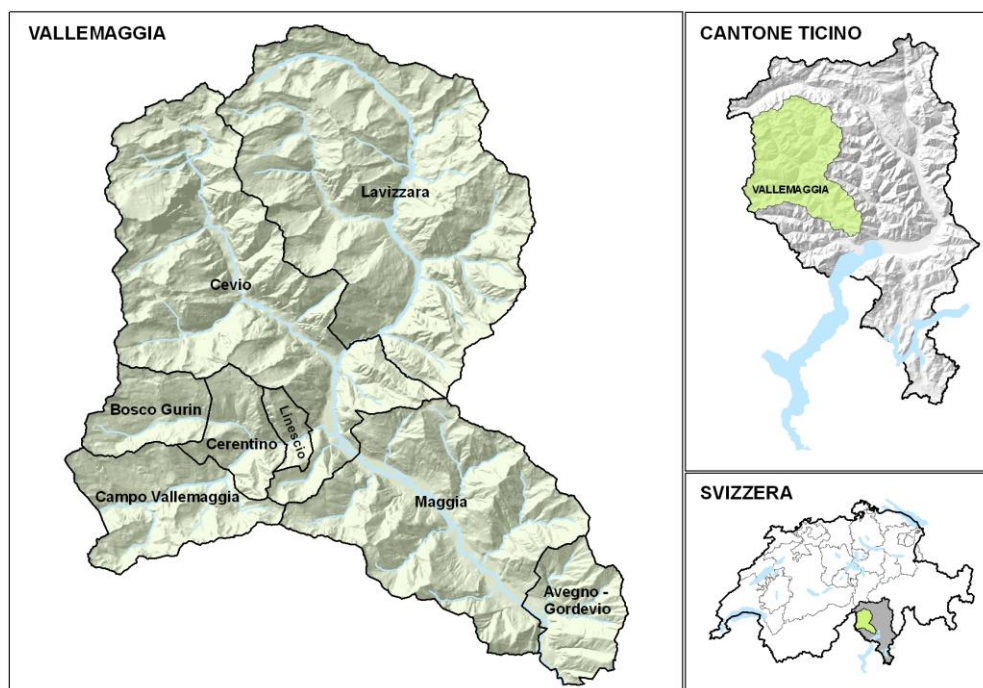 VALLEMAGGIA
Lavizzara
Cevio
Bosco Gurin
Cerentino
Linescio
Campo Vallemaggia
Maggia
Avegno -
Gordevio
CANTONE TICINO
VALLEMAGGIA
SVIZZERA